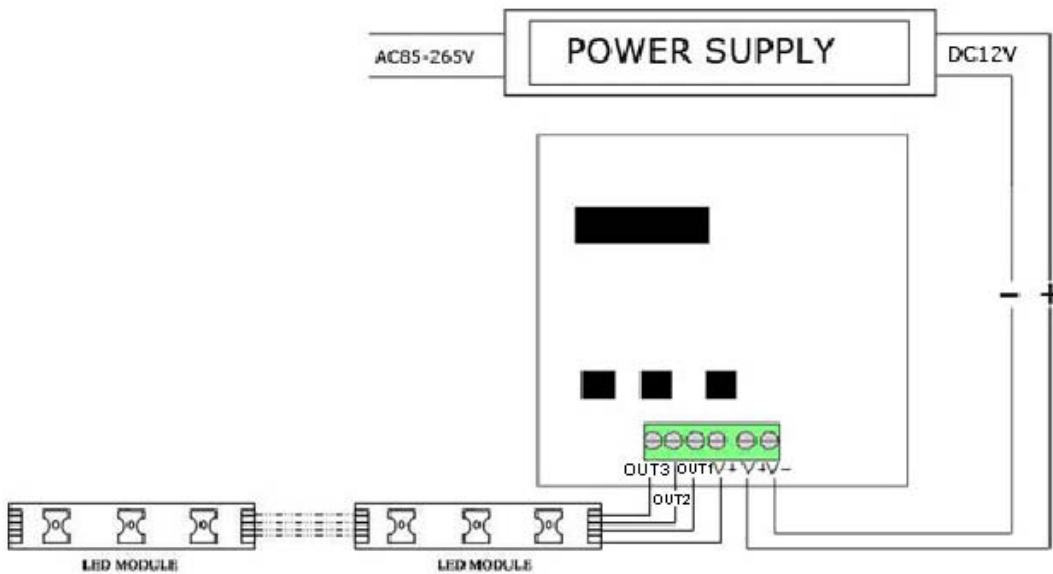 AC85-265V
POWER SUPPLY
DC12V
-
+
OUT3 OUT1 V+ V+ V-
OUT2
LED MODULE
LED MODULE